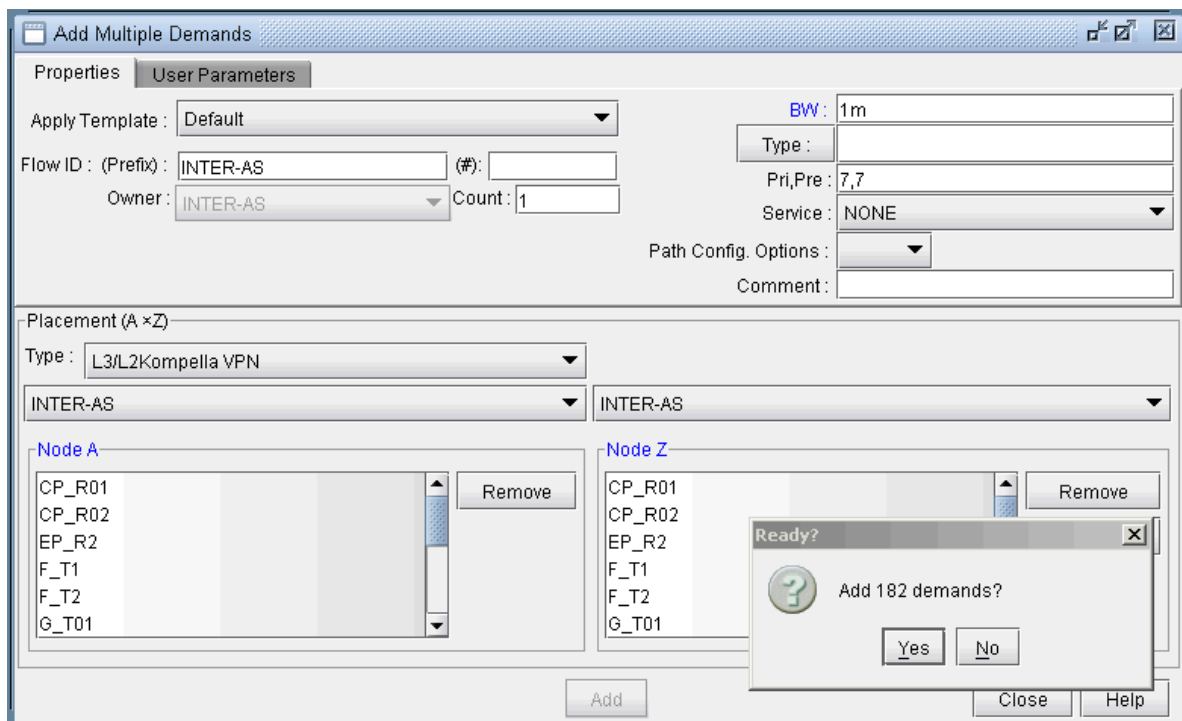 Add Multiple Demands
Properties User Parameters
Apply Template : Default
BW : 1m
Type :
Flow ID : (Prefix) : INTER-AS (#):
Pri,Pre : 7,7
Owner : INTER-AS Count : 1
Service : NONE
Path Config. Options :
Comment :
Placement (A ×Z)
Type : L3/L2Kompella VPN
INTER-AS INTER-AS
Node A Node Z
CP_R01 Remove CP_R01 Remove
CP_R02 CP_R02
EP_R2 EP_R2
F_T1 F_T1
F_T2 F_T2
G_T01 G_T01
Ready?
Add 182 demands?
Yes No
Add Close Help